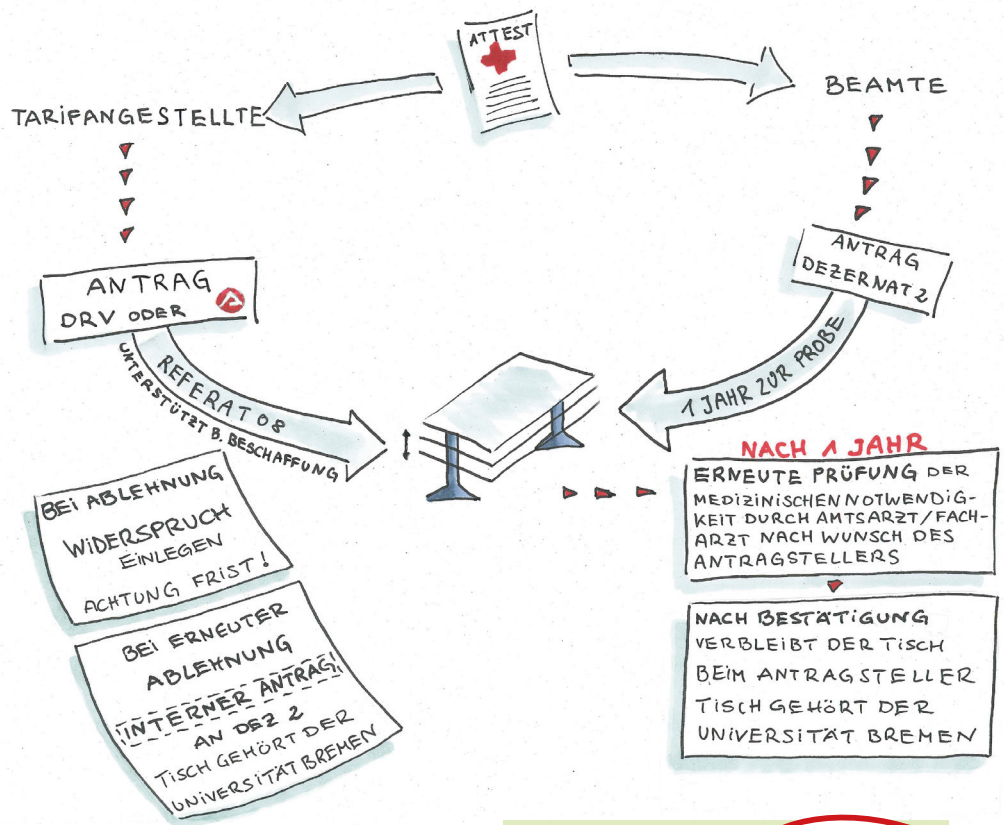 ATTEST
TARIFANGESTELLTE
BEAMTE
ANTRAG
DRV ODER
ANTRAG
DEZERNAT 2
REFERAT 08
UNTERSTÜTZT B. BESCHAFFUNG
1 JAHR ZUR PROBE
BEI ABLEHNUNG
WIDERSPRUCH
EINLEGEN
ACHTUNG FRIST!
BEI ERNEUTER
ABLEHNUNG
INTERNER ANTRAG!
AN DEZ 2
TISCH GEHÖRT DER
UNIVERSITÄT BREMEN
NACH 1 JAHR
ERNEUTE PRÜFUNG DER
MEDIZINISCHEN NOTWENDIG-
KEIT DURCH AMTSARZT/FACH-
ARZT NACH WUNSCH DES
ANTRAGSTELLERS
NACH BESTÄTIGUNG
VERBLEIBT DER TISCH
BEIM ANTRAGSTELLER
TISCH GEHÖRT DER
UNIVERSITÄT BREMEN